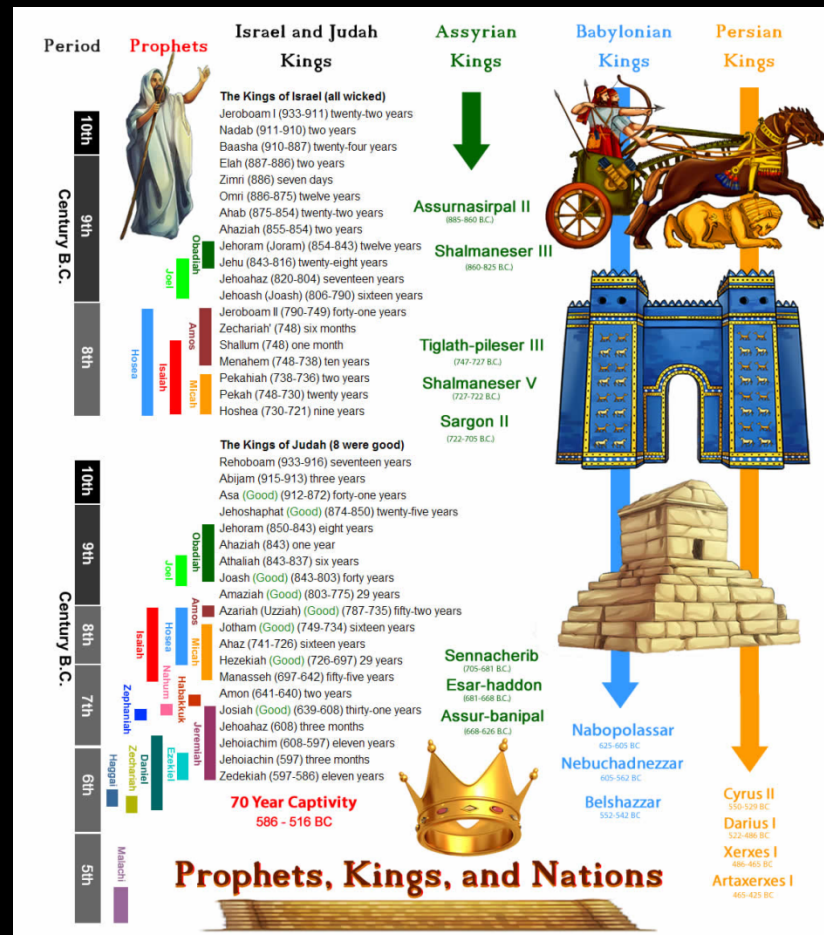 Period
Prophets
Israel and Judah
Kings
Assyrian
Kings
Babylonian
Kings
Persian
Kings
Century B.C.
10th
9th
8th
The Kings of Israel (all wicked)
Jeroboam I (933-911) twenty-two years
Nadab (911-910) two years
Baasha (910-887) twenty-four years
Elah (887-886) two years
Zimri (886) seven days
Omri (886-875) twelve years
Ahab (875-854) twenty-two years
Ahaziah (855-854) two years
Jehoram (Joram) (854-843) twelve years
Jehu (843-816) twenty-eight years
Jehoahaz (820-804) seventeen years
Jehoash (Joash) (806-790) sixteen years
Jeroboam II (790-749) forty-one years
Zechariah' (748) six months
Shallum (748) one month
Menahem (748-738) ten years
Pekahiah (738-736) two years
Pekah (748-730) twenty years
Hoshea (730-721) nine years
Obadiah
Joel
Amos
Hosea
Isaiah
Micah
Assurnasirpal II
(885-860 B.C.)
Shalmaneser III
(860-825 B.C.)
Tiglath-pileser III
(747-727 B.C.)
Shalmaneser V
(727-722 B.C.)
Sargon II
(722-705 B.C.)
Century B.C.
10th
9th
8th
7th
6th
5th
The Kings of Judah (8 were good)
Rehoboam (933-916) seventeen years
Abijam (915-913) three years
Asa (Good) (912-872) forty-one years
Jehoshaphat (Good) (874-850) twenty-five years
Jehoram (850-843) eight years
Ahaziah (843) one year
Athaliah (843-837) six years
Joash (Good) (843-803) forty years
Amaziah (Good) (803-775) 29 years
Azariah (Uzziah) (Good) (787-735) fifty-two years
Jotham (Good) (749-734) sixteen years
Ahaz (741-726) sixteen years
Hezekiah (Good) (726-697) 29 years
Manasseh (697-642) fifty-five years
Amon (641-640) two years
Josiah (Good) (639-608) thirty-one years
Jehoahaz (608) three months
Jehoiachim (608-597) eleven years
Jehoiachin (597) three months
Zedekiah (597-586) eleven years
Obadiah
Joel
Amos
Hosea
Isaiah
Micah
Nahum
Habakkuk
Zephaniah
Jeremiah
Ezekiel
Daniel
Zechariah
Haggai
Malachi
70 Year Captivity
586 - 516 BC
Sennacherib
(705-681 B.C.)
Esar-haddon
(681-668 B.C.)
Assur-banipal
(668-626 B.C.)
Nabopolassar
625-605 BC
Nebuchadnezzar
605-562 BC
Belshazzar
552-542 BC
Cyrus II
550-529 BC
Darius I
522-486 BC
Xerxes I
486-465 BC
Artaxerxes I
465-425 BC
Prophets, Kings, and Nations